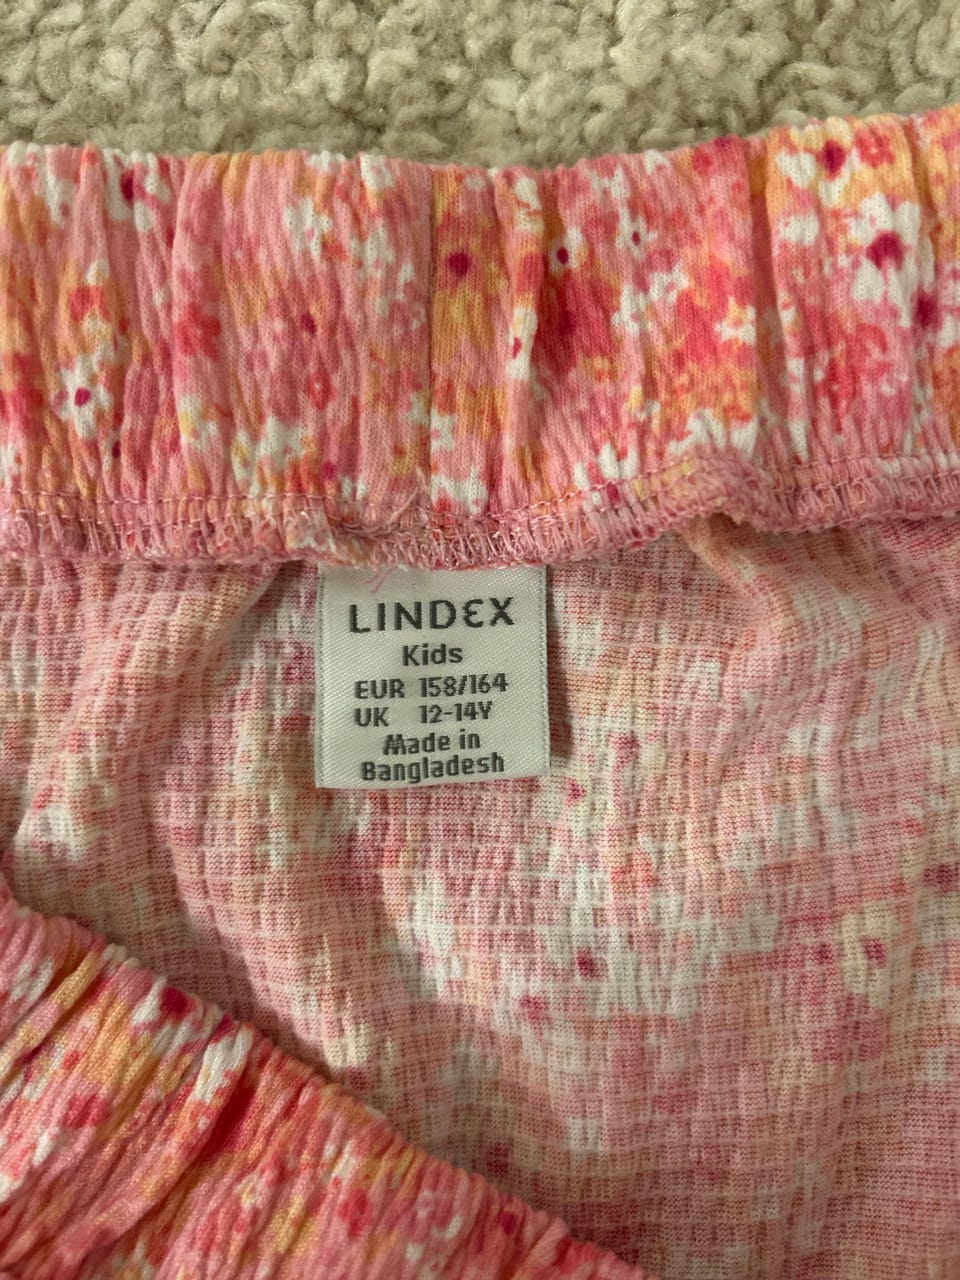 LINDEX
Kids
EUR 158/164
UK 12-14Y
Made in
Bangladesh